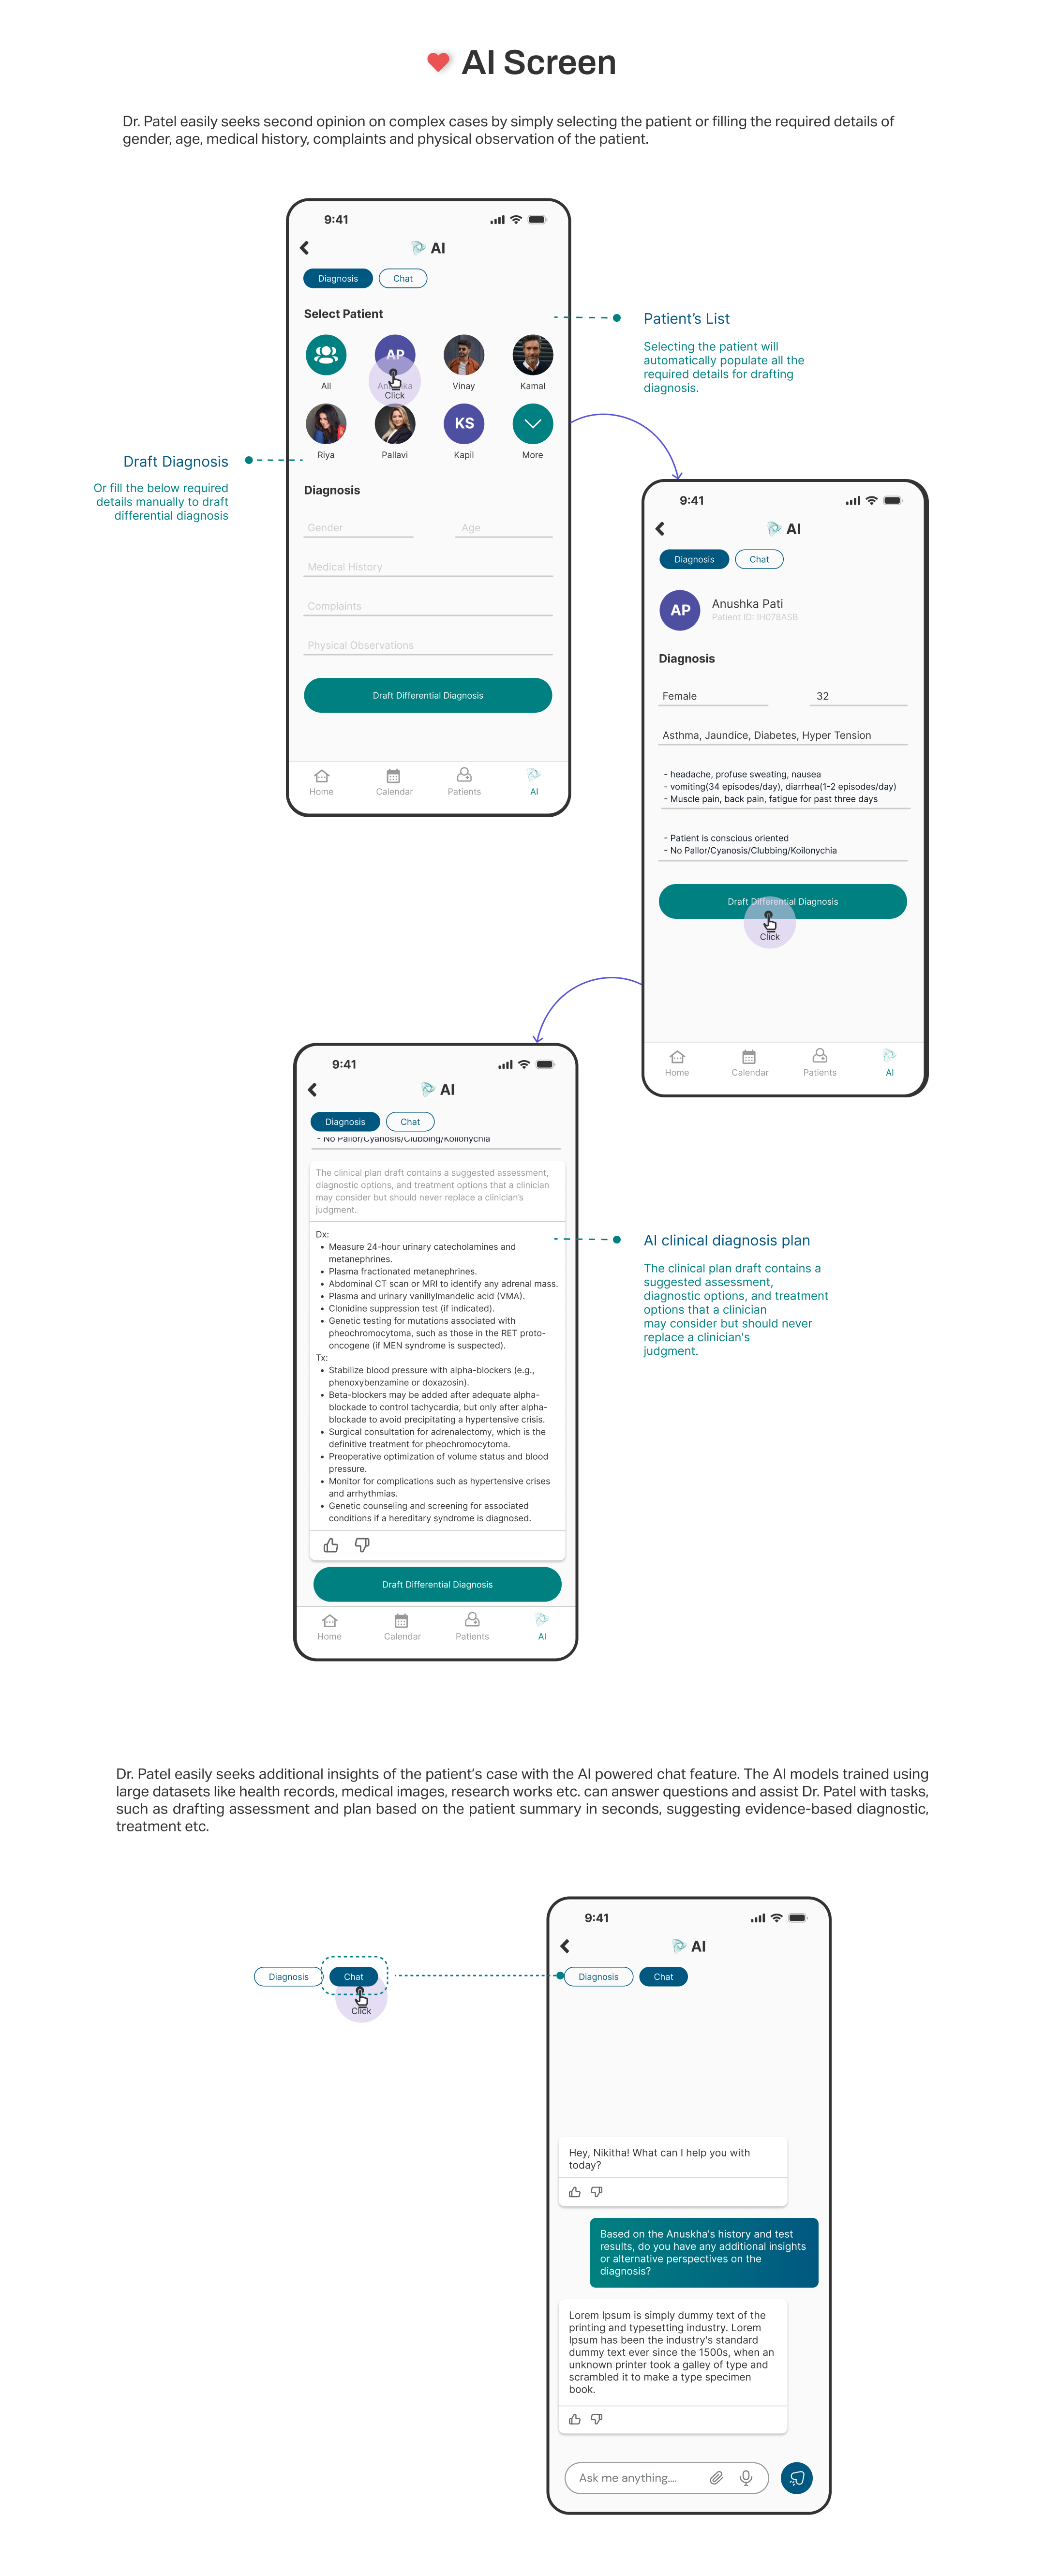 AI Screen
Dr. Patel easily seeks second opinion on complex cases by simply selecting the patient or filling the required details of
gender, age, medical history, complaints and physical observation of the patient.
9:41
AI
Diagnosis
Chat
Select Patient
AP
All
Click
Vinay
Kamal
KS
Riya
Pallavi
Kapil
More
Diagnosis
Gender
Age
Medical History
Complaints
Physical Observations
Draft Differential Diagnosis
Home
Calendar
Patients
AI
Patient's List
Selecting the patient will
automatically populate all the
required details for drafting
diagnosis.
Draft Diagnosis
Or fill the below required
details manually to draft
differential diagnosis
9:41
AI
Diagnosis
Chat
AP
Anushka Pati
Patient ID: IH078ASB
Diagnosis
Female
32
Asthma, Jaundice, Diabetes, Hyper Tension
- headache, profuse sweating, nausea
- vomiting(34 episodes/day), diarrhea(1-2 episodes/day)
- Muscle pain, back pain, fatigue for past three days
- Patient is conscious oriented
- No Pallor/Cyanosis/Clubbing/Koilonychia
Draft Differential Diagnosis
Click
Home
Calendar
Patients
AI
9:41
AI
Diagnosis
Chat
- No Pallor/Cyanosis/Clubbing/Koilonychia
The clinical plan draft contains a suggested assessment,
diagnostic options, and treatment options that a clinician
may consider but should never replace a clinician's
judgment.
Dx:
• Measure 24-hour urinary catecholamines and
metanephrines.
• Plasma fractionated metanephrines.
• Abdominal CT scan or MRI to identify any adrenal mass.
• Plasma and urinary vanillylmandelic acid (VMA).
• Clonidine suppression test (if indicated).
• Genetic testing for mutations associated with
pheochromocytoma, such as those in the RET proto-
oncogene (if MEN syndrome is suspected).
Tx:
• Stabilize blood pressure with alpha-blockers (e.g.,
phenoxybenzamine or doxazosin).
• Beta-blockers may be added after adequate alpha-
blockade to control tachycardia, but only after alpha-
blockade to avoid precipitating a hypertensive crisis.
• Surgical consultation for adrenalectomy, which is the
definitive treatment for pheochromocytoma.
• Preoperative optimization of volume status and blood
pressure.
• Monitor for complications such as hypertensive crises
and arrhythmias.
• Genetic counseling and screening for associated
conditions if a hereditary syndrome is diagnosed.
Draft Differential Diagnosis
Home
Calendar
Patients
AI
AI clinical diagnosis plan
The clinical plan draft contains a
suggested assessment,
diagnostic options, and treatment
options that a clinician
may consider but should never
replace a clinician's
judgment.
Dr. Patel easily seeks additional insights of the patient's case with the AI powered chat feature. The AI models trained using
large datasets like health records, medical images, research works etc. can answer questions and assist Dr. Patel with tasks,
such as drafting assessment and plan based on the patient summary in seconds, suggesting evidence-based diagnostic,
treatment etc.
Diagnosis
Chat
Click
9:41
AI
Diagnosis
Chat
Hey, Nikitha! What can I help you with
today?
Based on the Anuskha's history and test
results, do you have any additional insights
or alternative perspectives on the
diagnosis?
Lorem Ipsum is simply dummy text of the
printing and typesetting industry. Lorem
Ipsum has been the industry's standard
dummy text ever since the 1500s, when an
unknown printer took a galley of type and
scrambled it to make a type specimen
book.
Ask me anything....